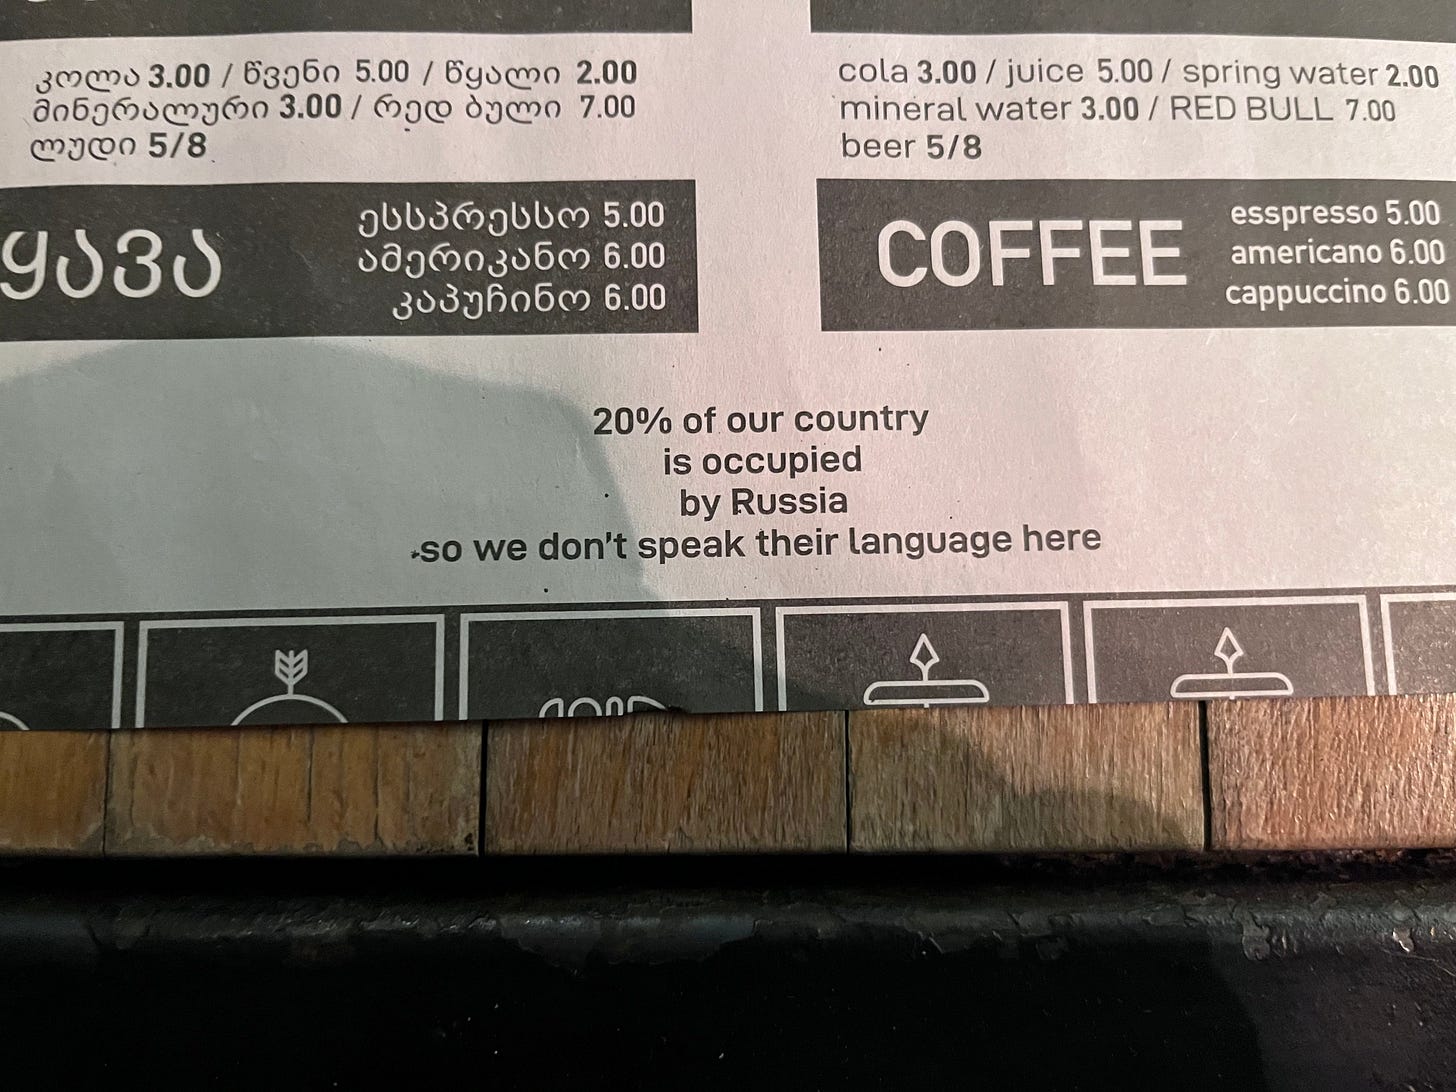 კოლა 3.00 / წვენი 5.00 / წყალი 2.00
მინერალური 3.00 / რედ ბული 7.00
ლუდი 5/8
ყავა
ესსპრესსო 5.00
ამერიკანო 6.00
კაპუჩინო 6.00
cola 3.00 / juice 5.00 / spring water 2.00
mineral water 3.00 / RED BULL 7.00
beer 5/8
COFFEE
esspresso 5.00
americano 6.00
cappuccino 6.00
20% of our country
is occupied
by Russia
so we don't speak their language here